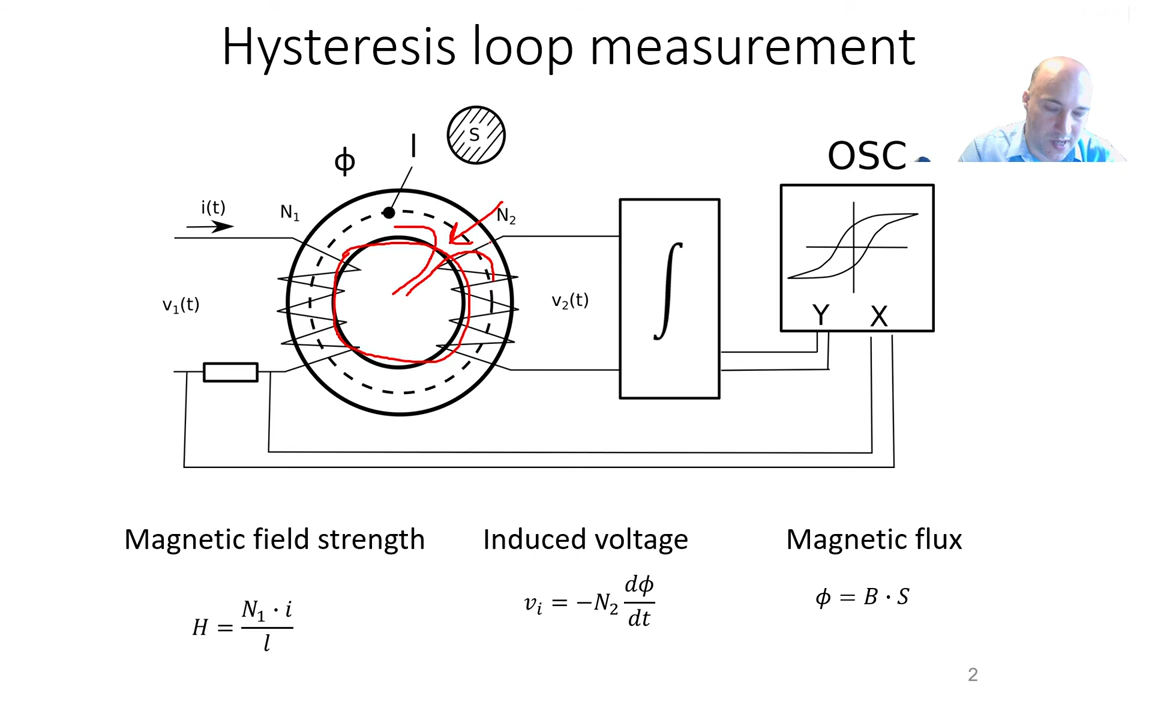 Hysteresis loop measurement
S
ϕ
l
OSC
i(t)
N₁
N₂
∫
v₁(t)
v₂(t)
Y X
Magnetic field strength
Induced voltage
Magnetic flux
H = N₁ · i / l
vᵢ = −N₂ dϕ/dt
ϕ = B · S
2